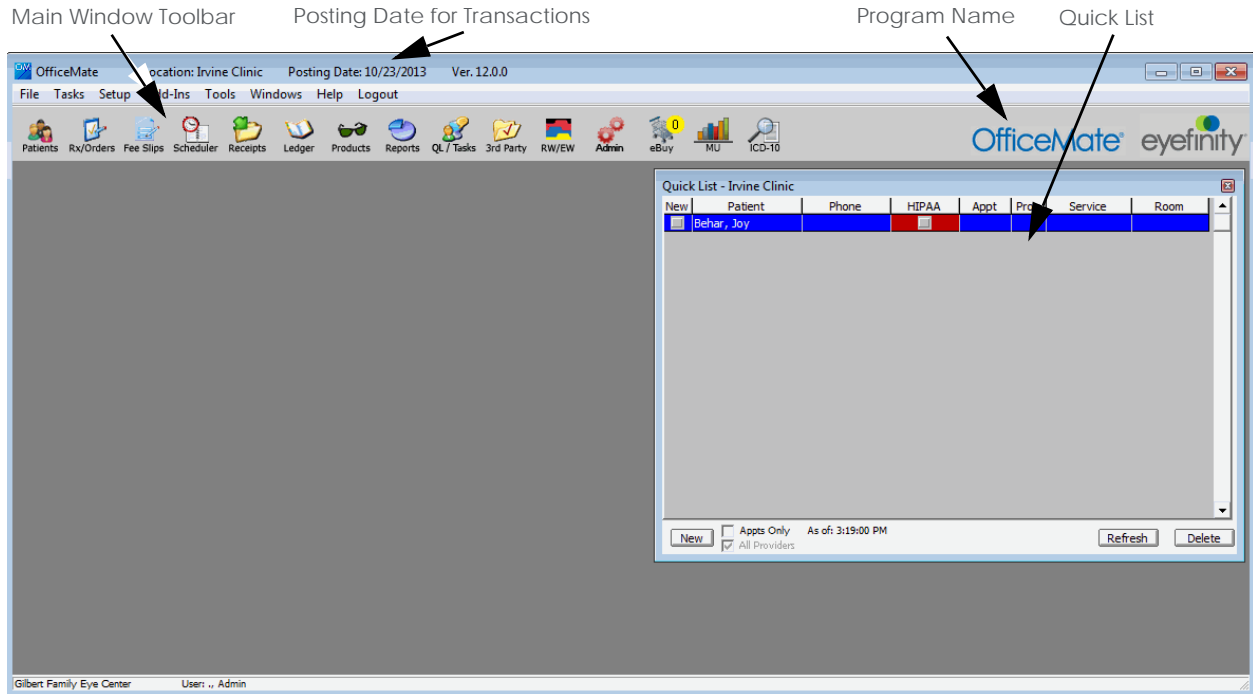 Main Window Toolbar Posting Date for Transactions Program Name Quick List
OfficeMate ocation: Irvine Clinic Posting Date: 10/23/2013 Ver. 12.0.0
File Tasks Setup d-Ins Tools Windows Help Logout
0
Patients Rx/Orders Fee Slips Scheduler Receipts Ledger Products Reports QL / Tasks 3rd Party RW/EW Admin eBuy MU ICD-10
OfficeMate® eyefinity®
Quick List - Irvine Clinic
New Patient Phone HIPAA Appt Pro Service Room
Behar, Joy
New Appts Only As of: 3:19:00 PM Refresh Delete
All Providers
Gilbert Family Eye Center User: ., Admin